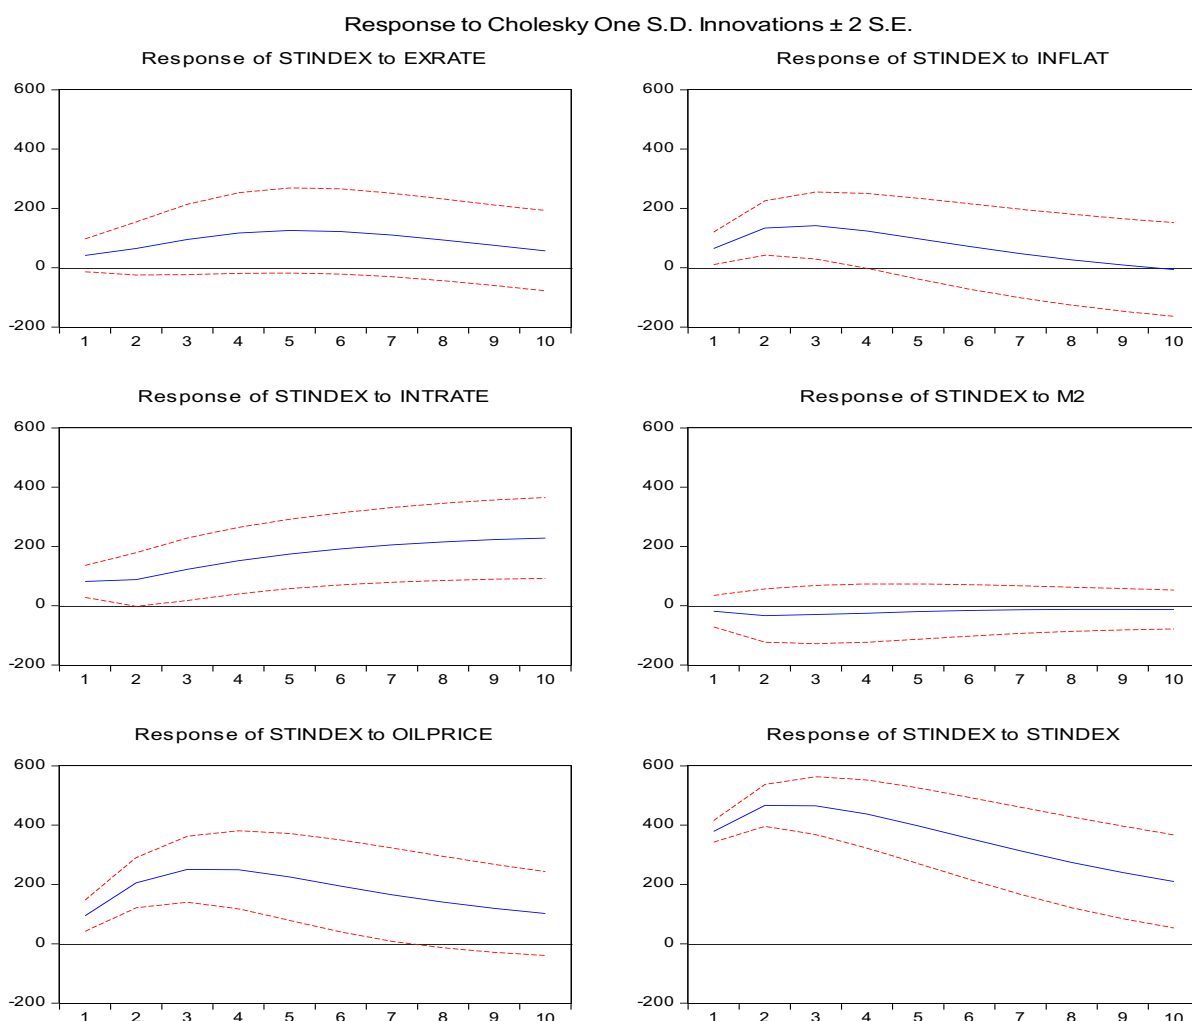 Response to Cholesky One S.D. Innovations ± 2 S.E.
Response of STINDEX to EXRATE
600
400
200
0
-200
1 2 3 4 5 6 7 8 9 10
Response of STINDEX to INFLAT
600
400
200
0
-200
1 2 3 4 5 6 7 8 9 10
Response of STINDEX to INTRATE
600
400
200
0
-200
1 2 3 4 5 6 7 8 9 10
Response of STINDEX to M2
600
400
200
0
-200
1 2 3 4 5 6 7 8 9 10
Response of STINDEX to OILPRICE
600
400
200
0
-200
1 2 3 4 5 6 7 8 9 10
Response of STINDEX to STINDEX
600
400
200
0
-200
1 2 3 4 5 6 7 8 9 10